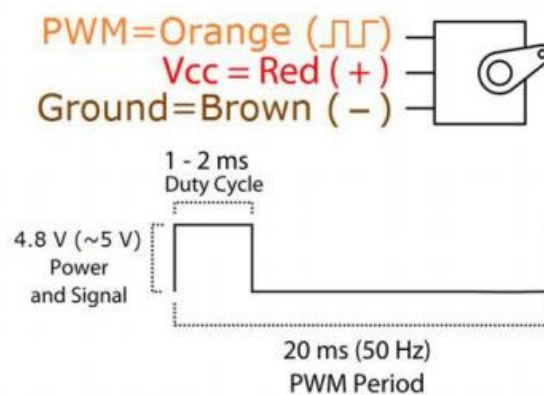 PWM=Orange (⎍⎍)
Vcc = Red ( + )
Ground=Brown ( − )
1 - 2 ms
Duty Cycle
4.8 V (~5 V)
Power
and Signal
20 ms (50 Hz)
PWM Period